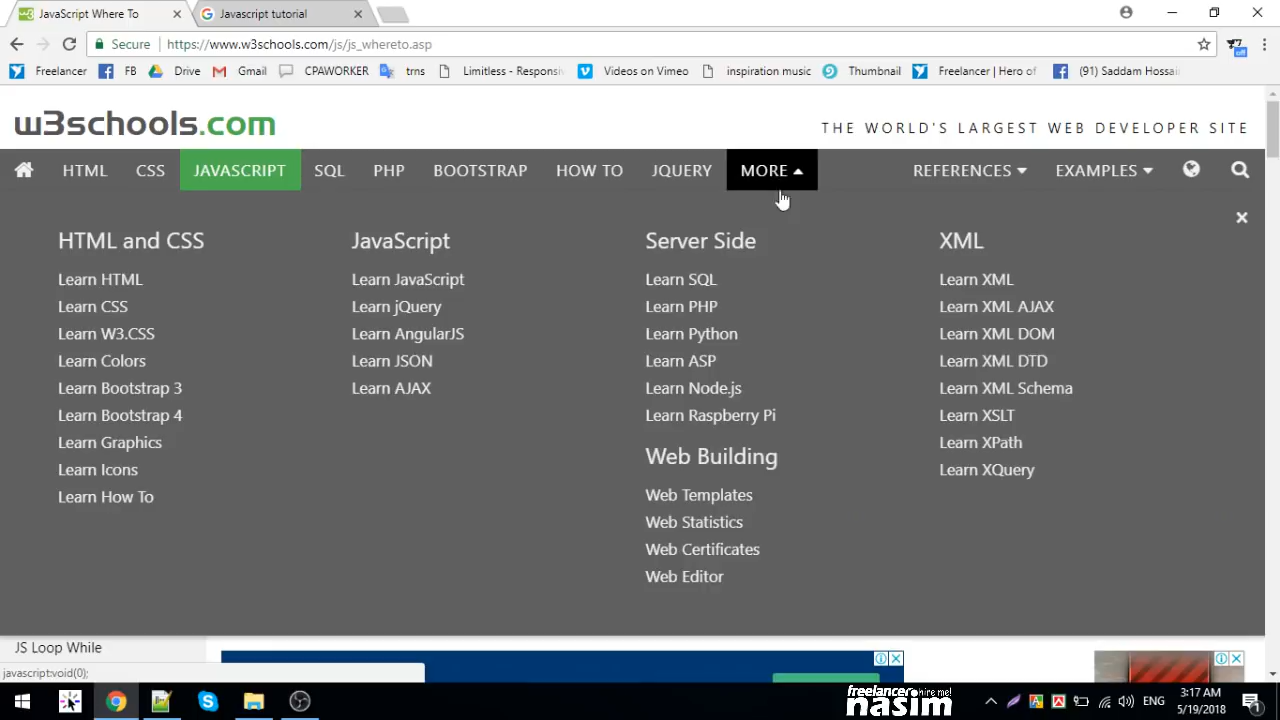 JavaScript Where To
Javascript tutorial
Secure
https://www.w3schools.com/js/js_whereto.asp
Freelancer
FB
Drive
Gmail
CPAWORKER
trns
Limitless - Responsiv
Videos on Vimeo
inspiration music
Thumbnail
Freelancer | Hero of
(91) Saddam Hossai
w3schools.com
THE WORLD'S LARGEST WEB DEVELOPER SITE
HTML
CSS
JAVASCRIPT
SQL
PHP
BOOTSTRAP
HOW TO
JQUERY
MORE
REFERENCES
EXAMPLES
HTML and CSS
Learn HTML
Learn CSS
Learn W3.CSS
Learn Colors
Learn Bootstrap 3
Learn Bootstrap 4
Learn Graphics
Learn Icons
Learn How To
JavaScript
Learn JavaScript
Learn jQuery
Learn AngularJS
Learn JSON
Learn AJAX
Server Side
Learn SQL
Learn PHP
Learn Python
Learn ASP
Learn Node.js
Learn Raspberry Pi
Web Building
Web Templates
Web Statistics
Web Certificates
Web Editor
XML
Learn XML
Learn XML AJAX
Learn XML DOM
Learn XML DTD
Learn XML Schema
Learn XSLT
Learn XPath
Learn XQuery
JS Loop While
javascript:void(0);
freelancer hire me!
nasim
ENG
3:17 AM
5/19/2018
1